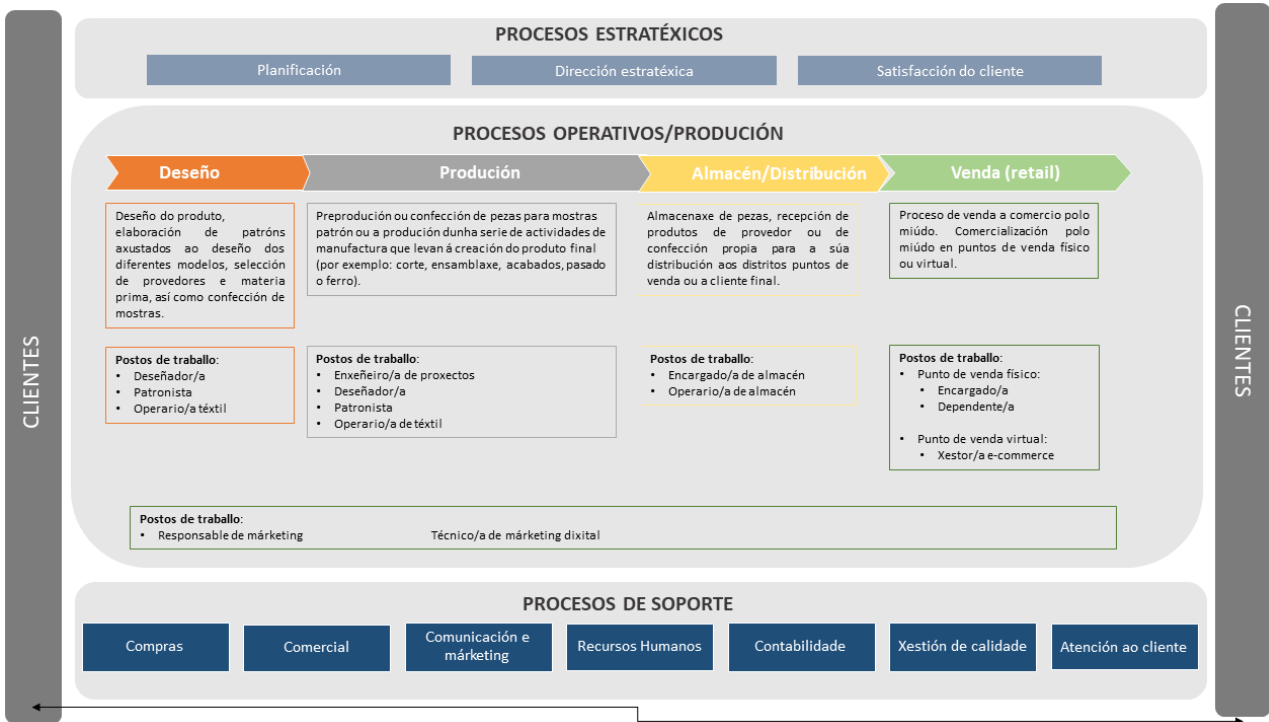 PROCESOS ESTRATÉXICOS
Planificación
Dirección estratéxica
Satisfacción do cliente
PROCESOS OPERATIVOS/PRODUCIÓN
Deseño
Produción
Almacén/Distribución
Venda (retail)
Deseño do produto,
elaboración de patróns
axustados ao deseño dos
diferentes modelos, selección
de provedores e materia
prima, así como confección de
mostras.
Preprodución ou confección de pezas para mostras
patrón ou a produción dunha serie de actividades de
manufactura que levan á creación do produto final
(por exemplo: corte, ensamblaxe, acabados, pasado
o ferro).
Almacenaxe de pezas, recepción de
produtos de provedor ou de
confección propia para a súa
distribución aos distritos puntos de
venda ou a cliente final.
Proceso de venda a comercio polo
miúdo. Comercialización polo
miúdo en puntos de venda físico
ou virtual.
Postos de traballo:
• Deseñador/a
• Patronista
• Operario/a téxtil
Postos de traballo:
• Enxeñeiro/a de proxectos
• Deseñador/a
• Patronista
• Operario/a de téxtil
Postos de traballo:
• Encargado/a de almacén
• Operario/a de almacén
Postos de traballo:
• Punto de venda físico:
• Encargado/a
• Dependente/a
• Punto de venda virtual:
• Xestor/a e-commerce
Postos de traballo:
• Responsable de márketing Técnico/a de márketing dixital
PROCESOS DE SOPORTE
Compras
Comercial
Comunicación e
márketing
Recursos Humanos
Contabilidade
Xestión de calidade
Atención ao cliente
CLIENTES
CLIENTES